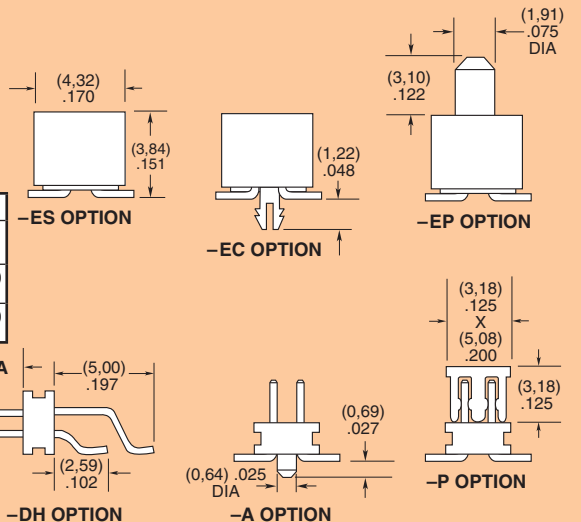 (4,32)
.170
(3,84)
.151
–ES OPTION
(1,22)
.048
–EC OPTION
(1,91)
.075
DIA
(3,10)
.122
–EP OPTION
A
(5,00)
.197
(2,59)
.102
–DH OPTION
(0,69)
.027
(0,64) .025
DIA
–A OPTION
(3,18)
.125
X
(5,08)
.200
(3,18)
.125
–P OPTION